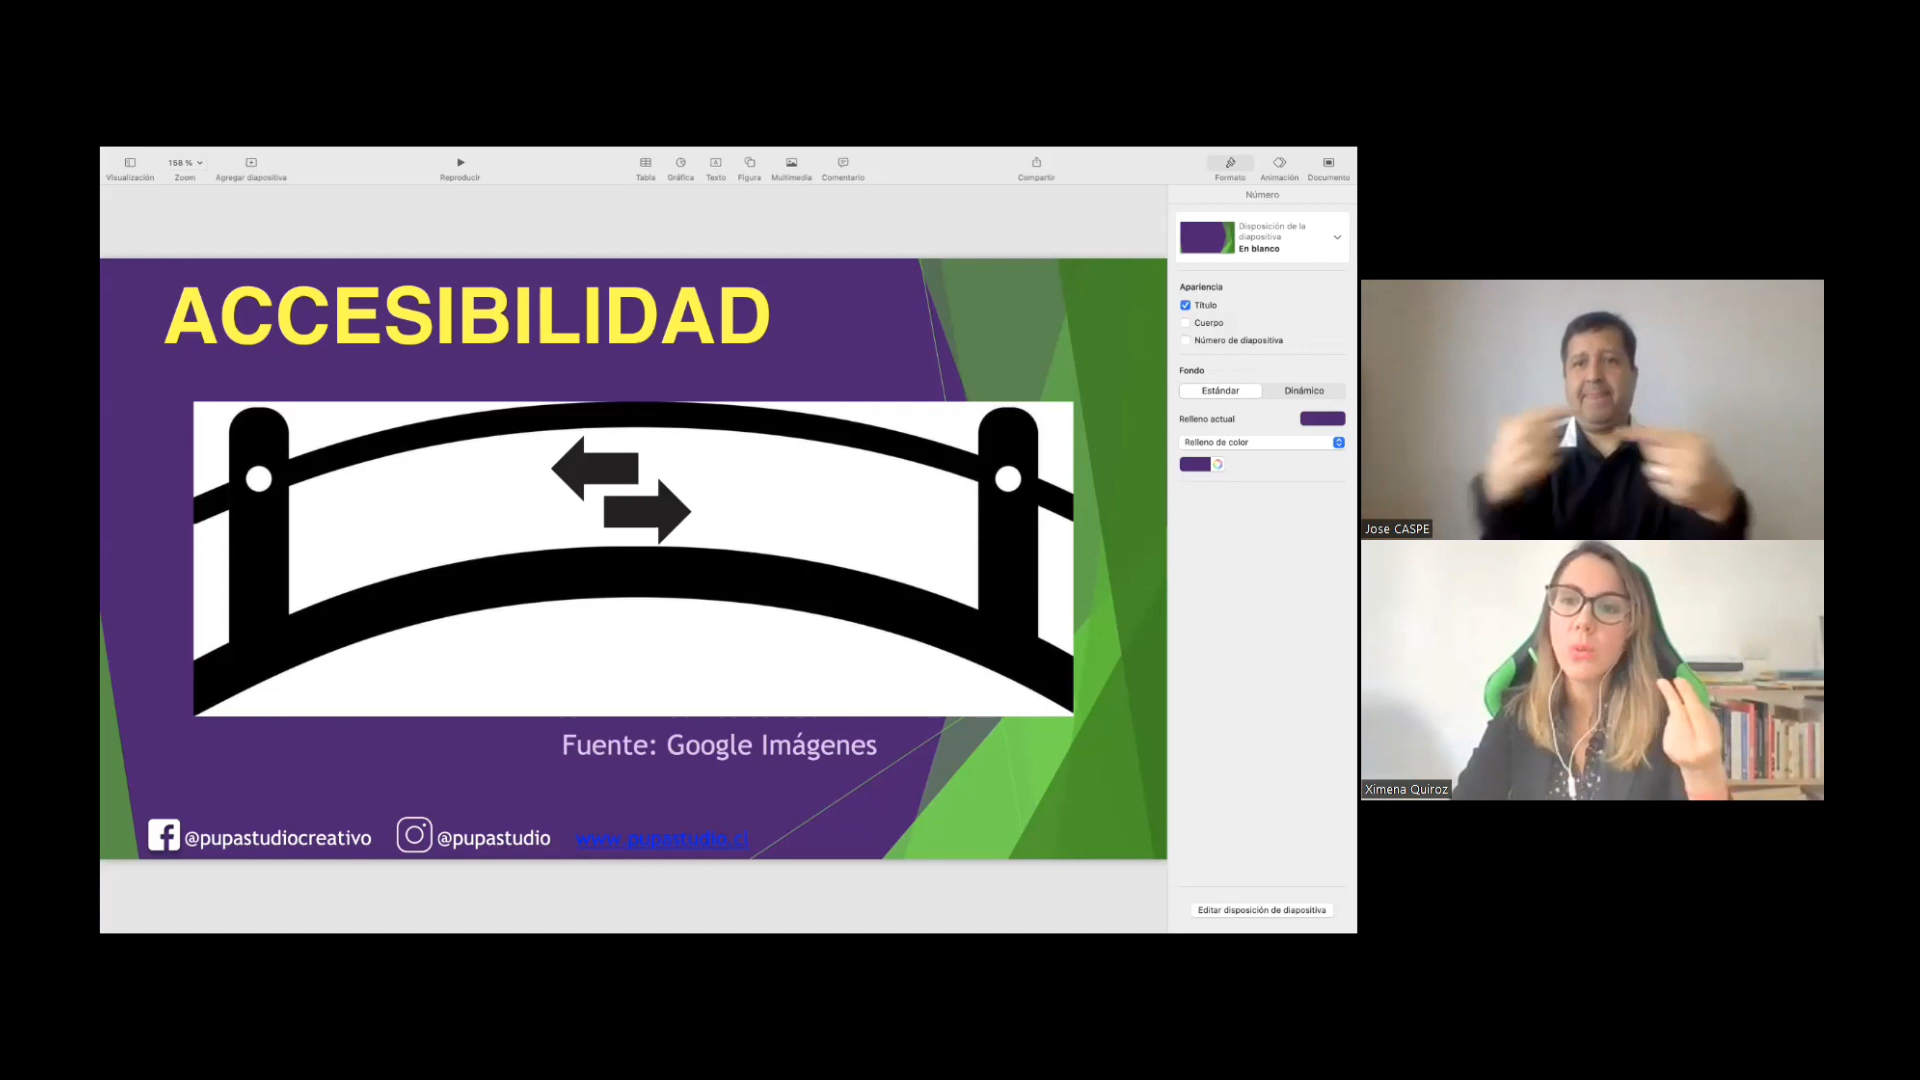 Visualización
158 %
Zoom
Agregar diapositiva
Reproducir
Tabla
Gráfica
Texto
Figura
Multimedia
Comentario
Compartir
Formato
Animación
Documento
Número
Disposición de la
diapositiva
En blanco
Apariencia
Título
Cuerpo
Número de diapositiva
Fondo
Estándar
Dinámico
Relleno actual
Relleno de color
Editar disposición de diapositiva
ACCESIBILIDAD
Fuente: Google Imágenes
@pupastudiocreativo
@pupastudio
www.pupastudio.cl
Jose CASPE
Ximena Quiroz